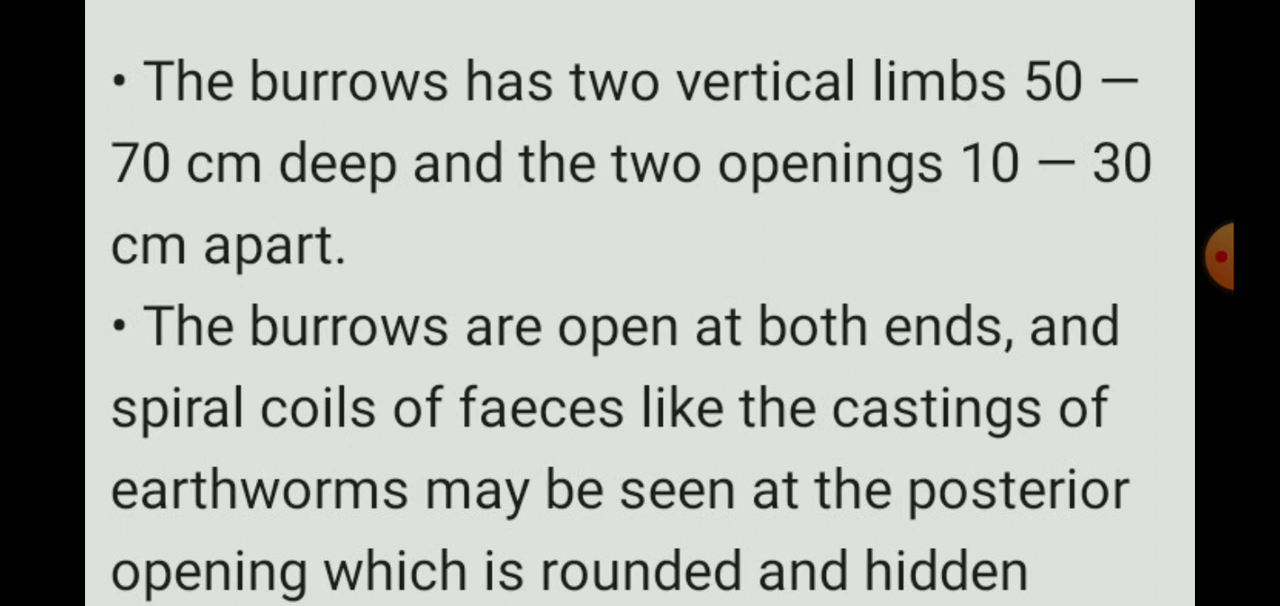 • The burrows has two vertical limbs 50 —
70 cm deep and the two openings 10 — 30
cm apart.
• The burrows are open at both ends, and
spiral coils of faeces like the castings of
earthworms may be seen at the posterior
opening which is rounded and hidden